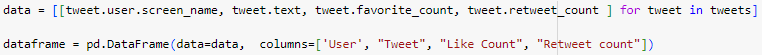 data = [[tweet.user.screen_name, tweet.text, tweet.favorite_count, tweet.retweet_count ] for tweet in tweets]
dataframe = pd.DataFrame(data=data,  columns=['User', "Tweet", "Like Count", "Retweet count"])